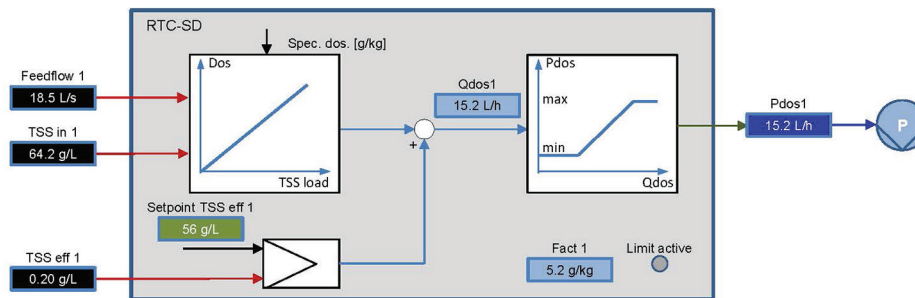 RTC-SD
Spec. dos. [g/kg]
Feedflow 1
18.5 L/s
TSS in 1
64.2 g/L
Dos
TSS load
Qdos1
15.2 L/h
+
Pdos
max
min
Qdos
Pdos1
15.2 L/h
P
Setpoint TSS eff 1
56 g/L
TSS eff 1
0.20 g/L
Fact 1
5.2 g/kg
Limit active